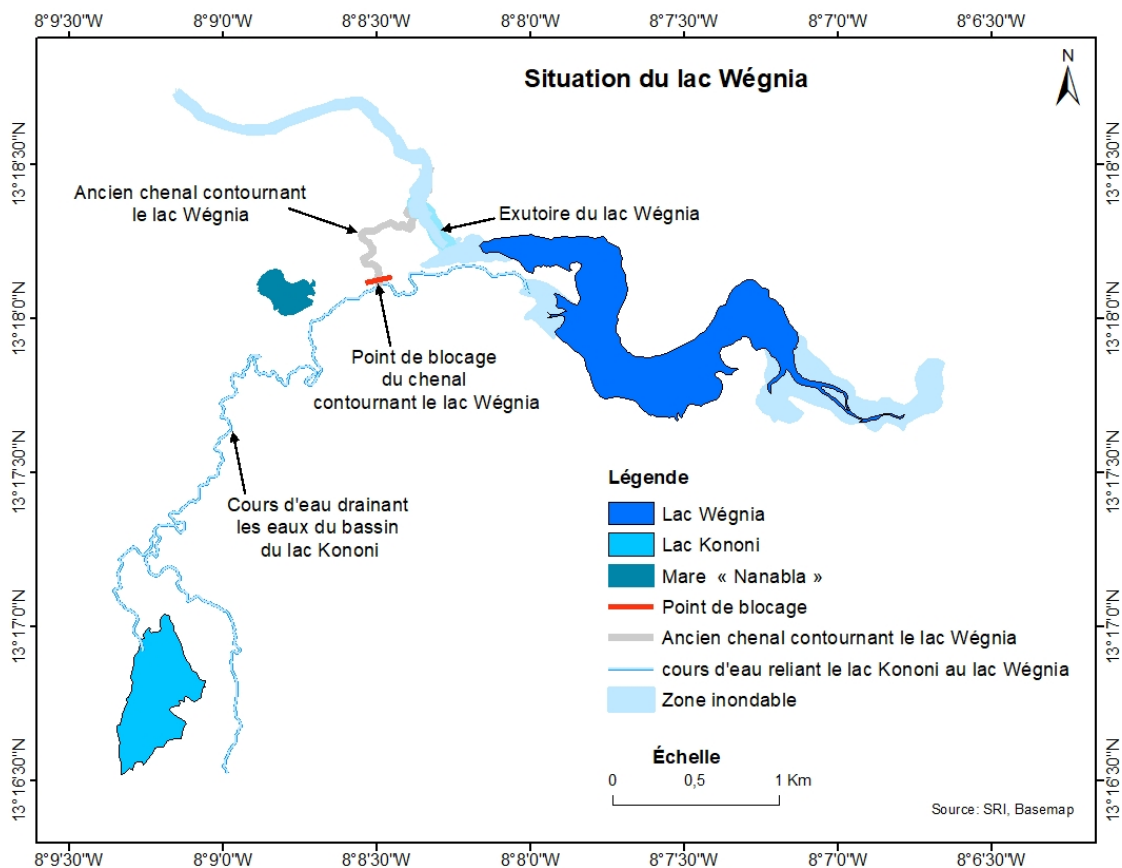 8°9'30"W 8°9'0"W 8°8'30"W 8°8'0"W 8°7'30"W 8°7'0"W 8°6'30"W
Situation du lac Wégnia
N
13°18'30"N
13°18'30"N
Ancien chenal contournant
le lac Wégnia
Exutoire du lac Wégnia
13°18'0"N
13°18'0"N
Point de blocage
du chenal
contournant le lac Wégnia
13°17'30"N
13°17'30"N
Cours d'eau drainant
les eaux du bassin
du lac Kononi
Légende
Lac Wégnia
Lac Kononi
Mare « Nanabla »
Point de blocage
Ancien chenal contournant le lac Wégnia
cours d'eau reliant le lac Kononi au lac Wégnia
Zone inondable
13°17'0"N
13°17'0"N
Échelle
0 0,5 1 Km
13°16'30"N
13°16'30"N
Source: SRI, Basemap
8°9'30"W 8°9'0"W 8°8'30"W 8°8'0"W 8°7'30"W 8°7'0"W 8°6'30"W